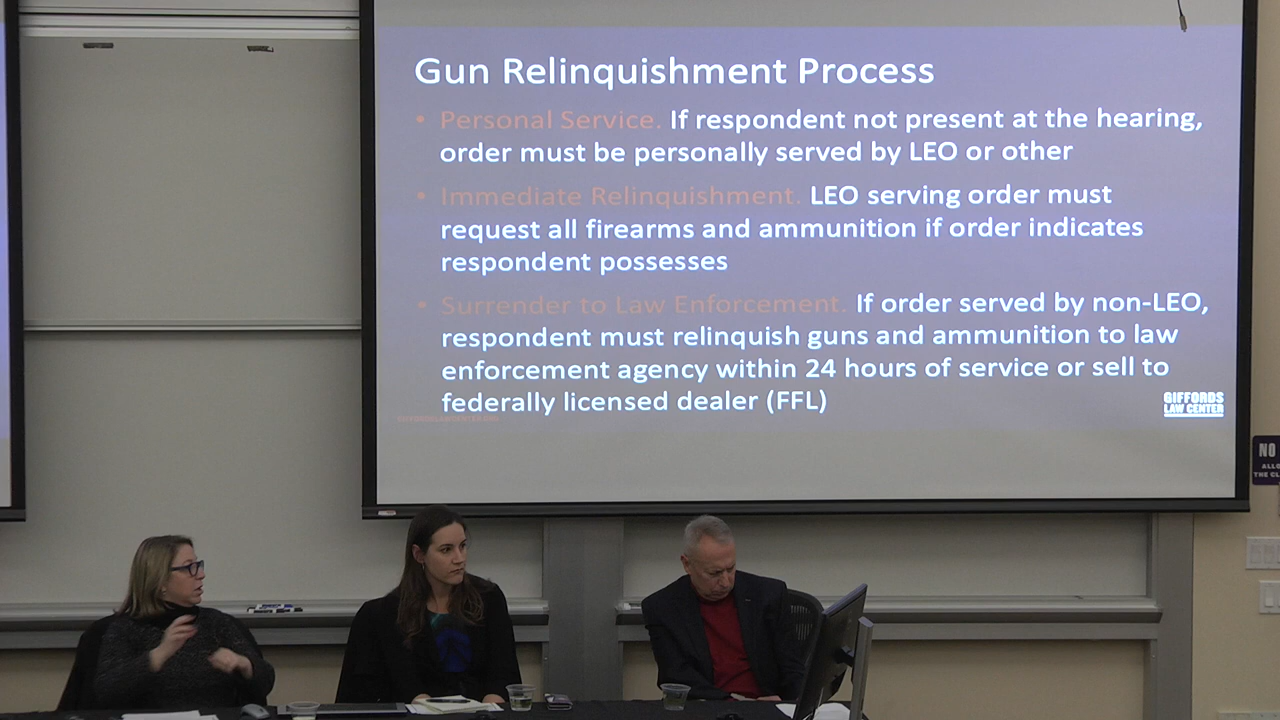 Gun Relinquishment Process
• Personal Service. If respondent not present at the hearing,
order must be personally served by LEO or other
• Immediate Relinquishment. LEO serving order must
request all firearms and ammunition if order indicates
respondent possesses
• Surrender to Law Enforcement. If order served by non-LEO,
respondent must relinquish guns and ammunition to law
enforcement agency within 24 hours of service or sell to
federally licensed dealer (FFL)
GIFFORDS
LAW CENTER
NO